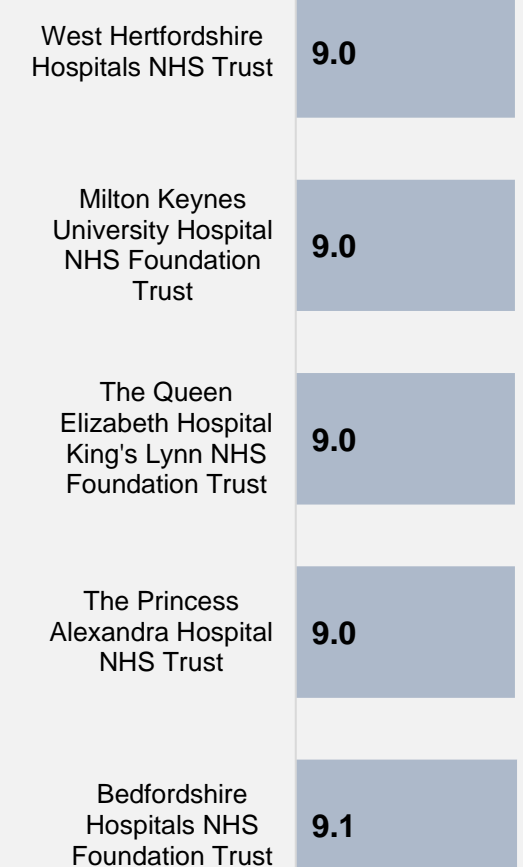 West Hertfordshire
Hospitals NHS Trust
9.0
Milton Keynes
University Hospital
NHS Foundation
Trust
9.0
The Queen
Elizabeth Hospital
King's Lynn NHS
Foundation Trust
9.0
The Princess
Alexandra Hospital
NHS Trust
9.0
Bedfordshire
Hospitals NHS
Foundation Trust
9.1